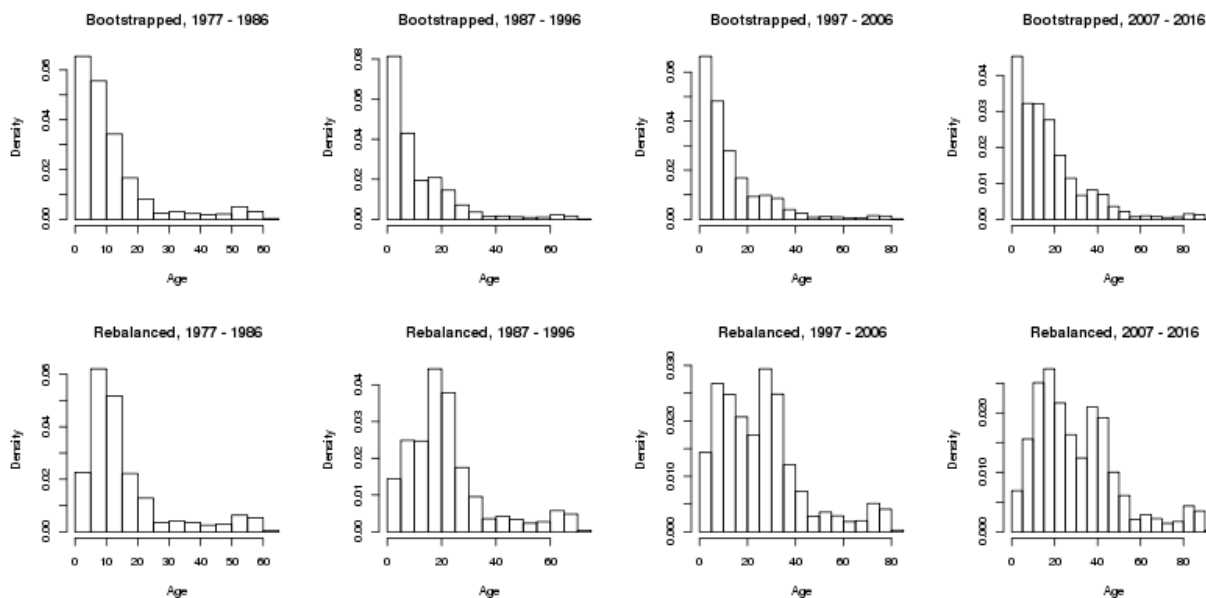 Bootstrapped, 1977 - 1986
Density
0.00 0.02 0.04 0.06
0 10 20 30 40 50 60
Age
Bootstrapped, 1987 - 1996
Density
0.00 0.02 0.04 0.06 0.08
0 20 40 60
Age
Bootstrapped, 1997 - 2006
Density
0.00 0.02 0.04 0.06
0 20 40 60 80
Age
Bootstrapped, 2007 - 2016
Density
0.00 0.01 0.02 0.03 0.04
0 20 40 60 80
Age
Rebalanced, 1977 - 1986
Density
0.00 0.02 0.04 0.06
0 10 20 30 40 50 60
Age
Rebalanced, 1987 - 1996
Density
0.00 0.01 0.02 0.03 0.04
0 20 40 60
Age
Rebalanced, 1997 - 2006
Density
0.000 0.010 0.020 0.030
0 20 40 60 80
Age
Rebalanced, 2007 - 2016
Density
0.000 0.010 0.020
0 20 40 60 80
Age